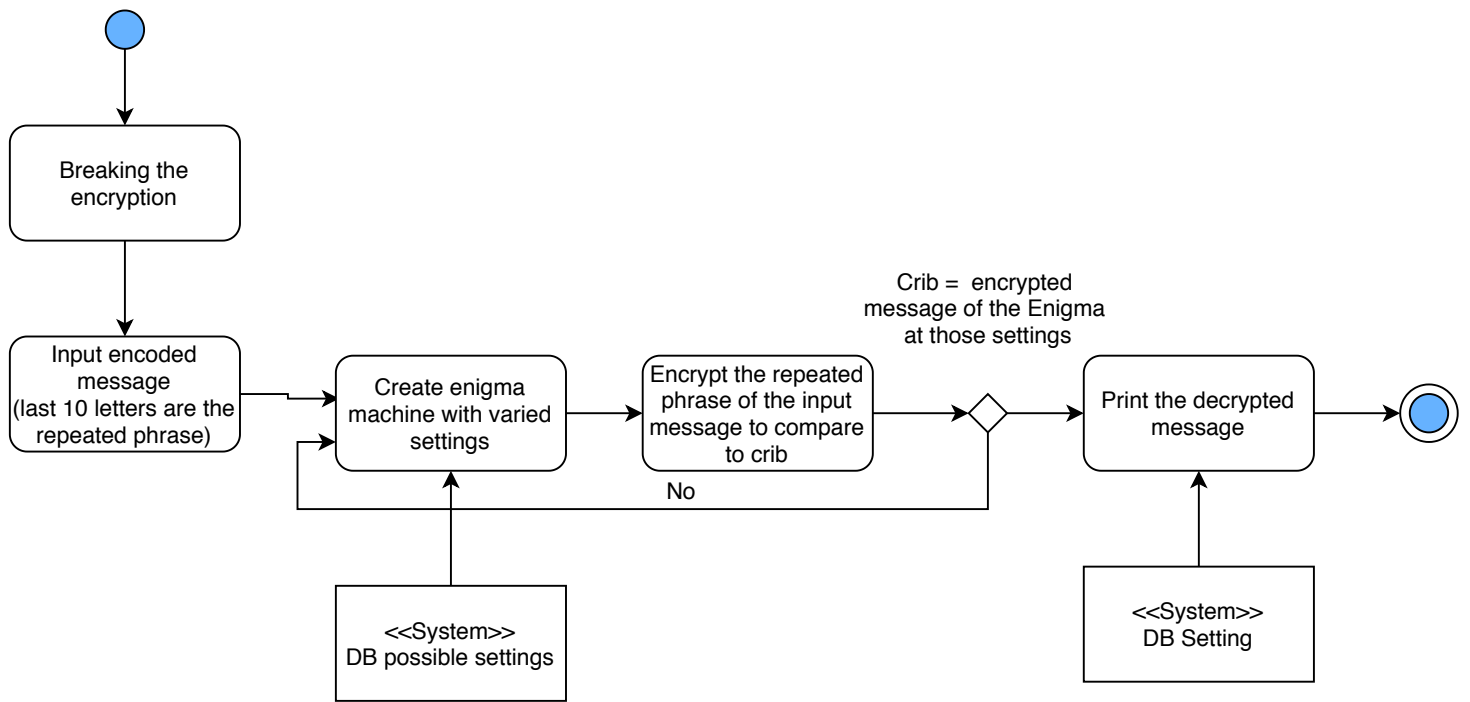 Breaking the
encryption
Input encoded
message
(last 10 letters are the
repeated phrase)
Create enigma
machine with varied
settings
Encrypt the repeated
phrase of the input
message to compare
to crib
Crib =  encrypted
message of the Enigma
at those settings
Print the decrypted
message
No
<<System>>
DB possible settings
<<System>>
DB Setting